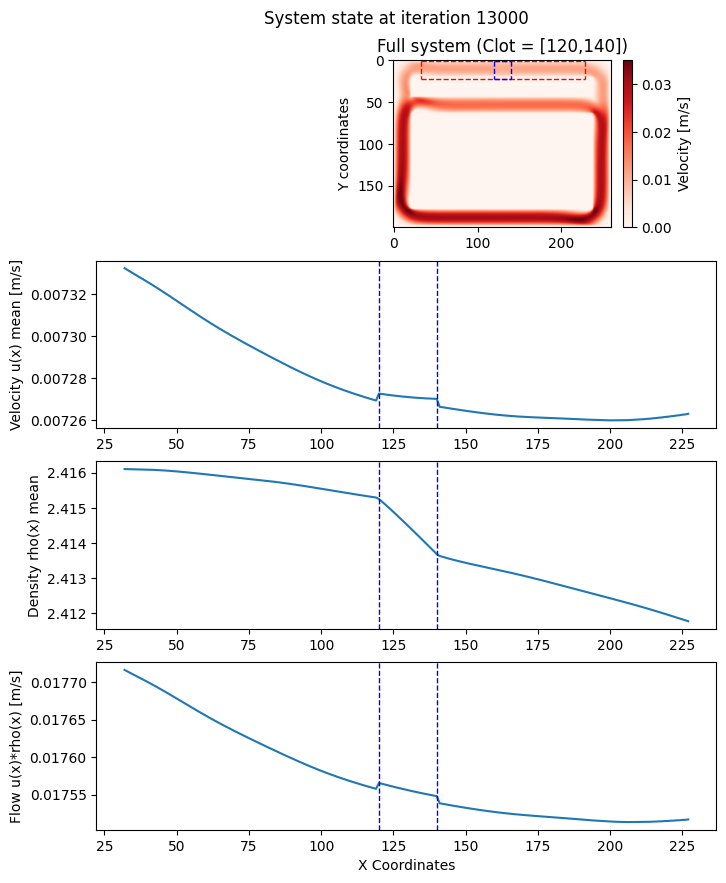 System state at iteration 13000
Full system (Clot = [120,140])
Y coordinates
0
50
100
150
0
100
200
0.03
0.02
0.01
0.00
Velocity [m/s]
Velocity u(x) mean [m/s]
0.00732
0.00730
0.00728
0.00726
25 50 75 100 125 150 175 200 225
Density rho(x) mean
2.416
2.415
2.414
2.413
2.412
25 50 75 100 125 150 175 200 225
Flow u(x)*rho(x) [m/s]
0.01770
0.01765
0.01760
0.01755
25 50 75 100 125 150 175 200 225
X Coordinates